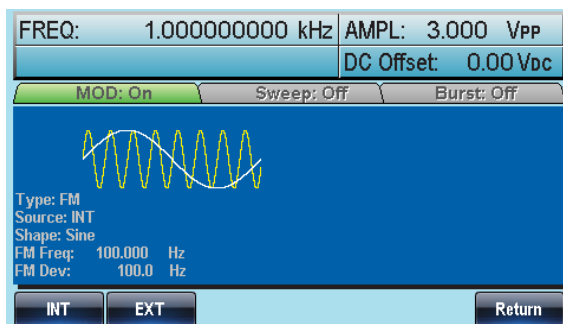 FREQ: 1.000000000 kHz AMPL: 3.000 VPP
DC Offset: 0.00 VDC
MOD: On Sweep: Off Burst: Off
Type: FM
Source: INT
Shape: Sine
FM Freq: 100.000 Hz
FM Dev: 100.0 Hz
INT EXT Return